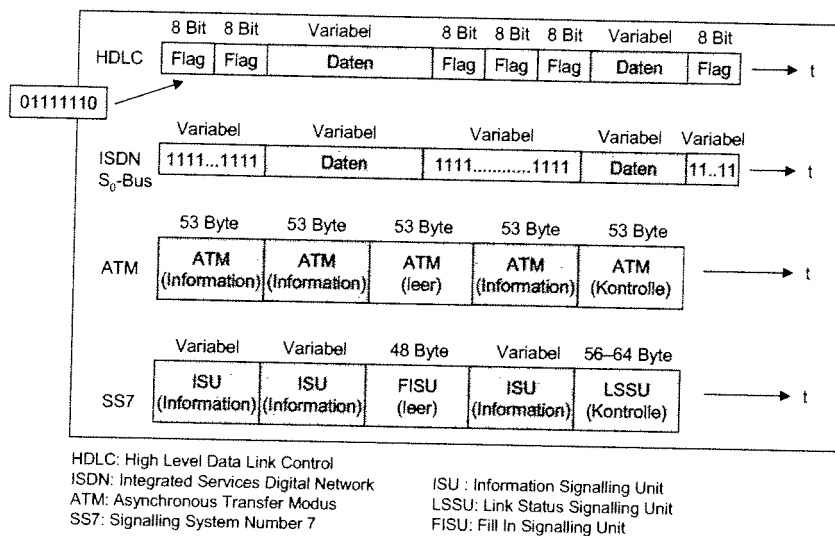 8 Bit 8 Bit Variabel 8 Bit 8 Bit 8 Bit Variabel 8 Bit
HDLC Flag Flag Daten Flag Flag Flag Daten Flag t
01111110
Variabel Variabel Variabel Variabel Variabel
ISDN 1111...1111 Daten 1111............1111 Daten 11..11 t
S0-Bus
53 Byte 53 Byte 53 Byte 53 Byte 53 Byte
ATM ATM ATM ATM ATM ATM t
(Information) (Information) (leer) (Information) (Kontrolle)
Variabel Variabel 48 Byte Variabel 56–64 Byte
SS7 ISU ISU FISU ISU LSSU t
(Information) (Information) (leer) (Information) (Kontrolle)
HDLC: High Level Data Link Control
ISDN: Integrated Services Digital Network
ATM: Asynchronous Transfer Modus
SS7: Signalling System Number 7
ISU : Information Signalling Unit
LSSU: Link Status Signalling Unit
FISU: Fill In Signalling Unit